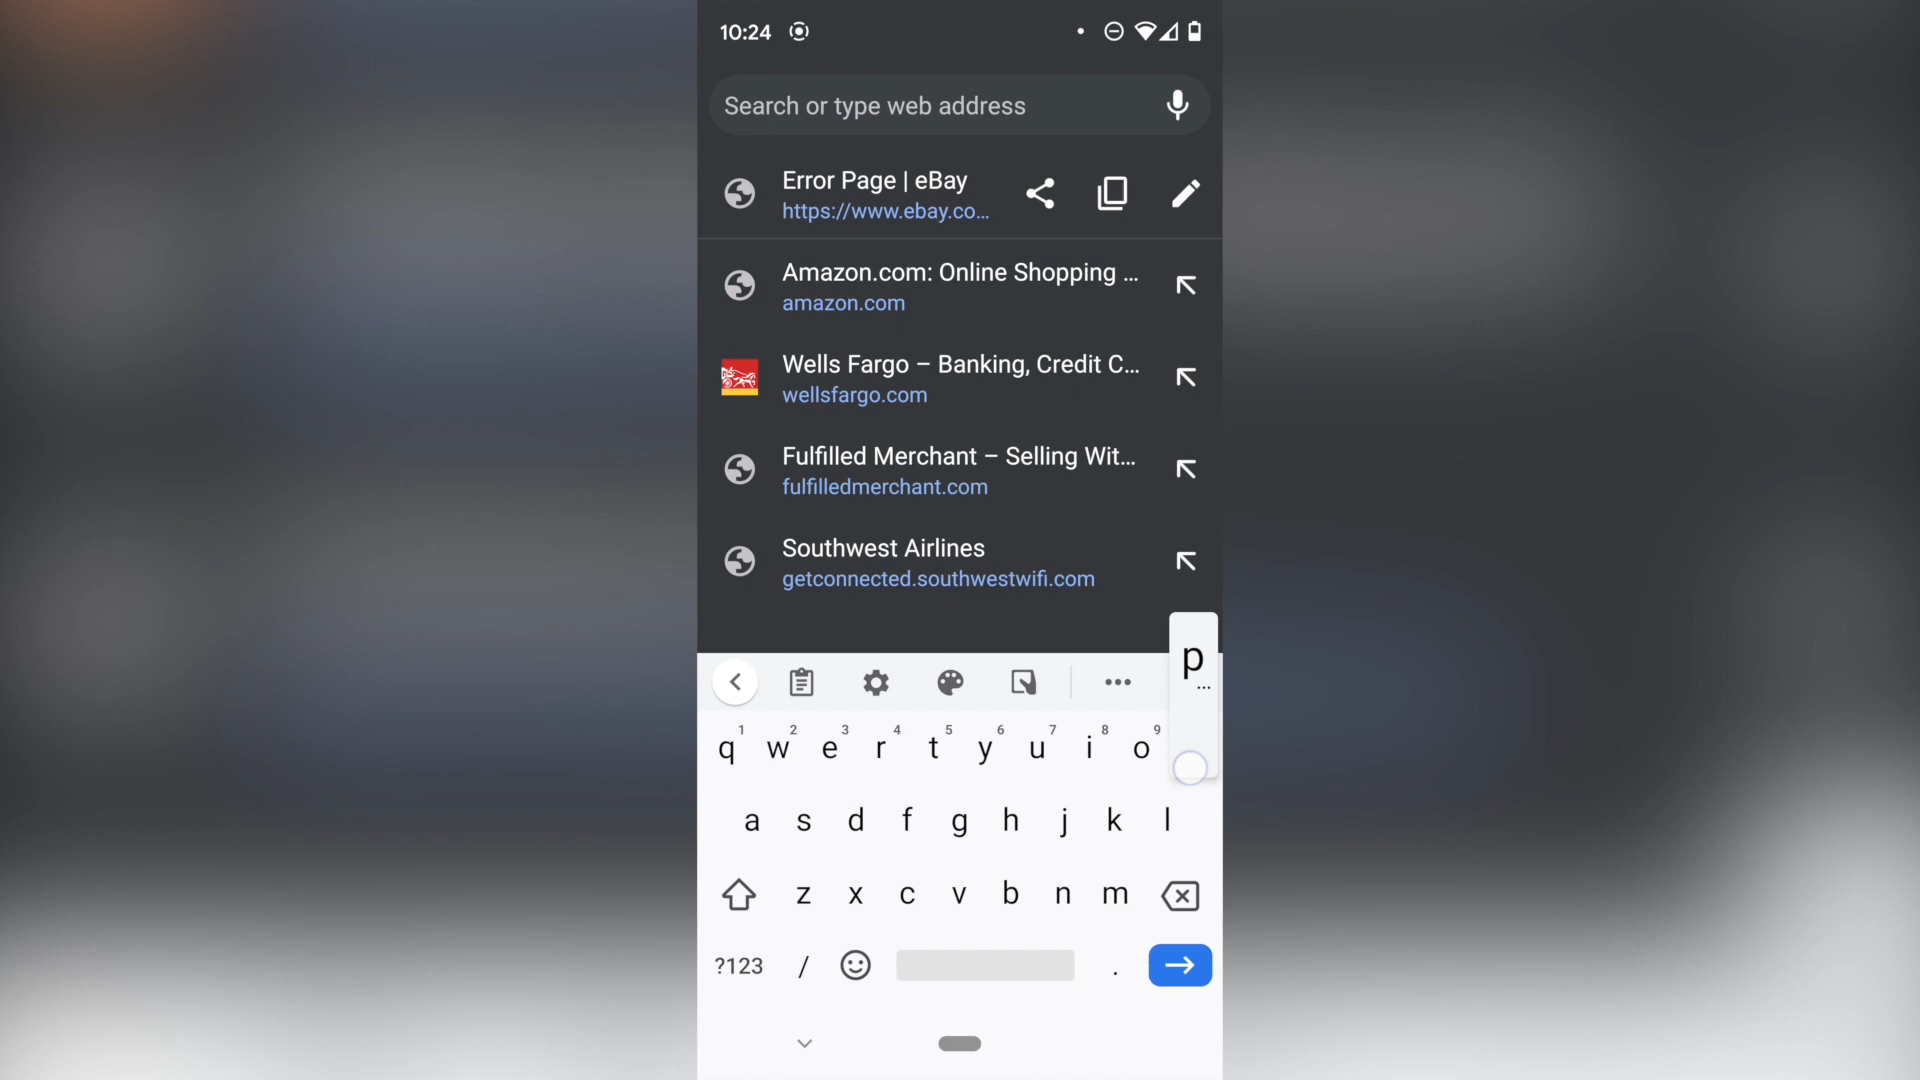 10:24
Search or type web address
Error Page | eBay
https://www.ebay.co...
Amazon.com: Online Shopping ...
amazon.com
Wells Fargo – Banking, Credit C...
wellsfargo.com
Fulfilled Merchant – Selling Wit...
fulfilledmerchant.com
Southwest Airlines
getconnected.southwestwifi.com
p
...
1 2 3 4 5 6 7 8 9
q w e r t y u i o
a s d f g h j k l
z x c v b n m
?123 / .